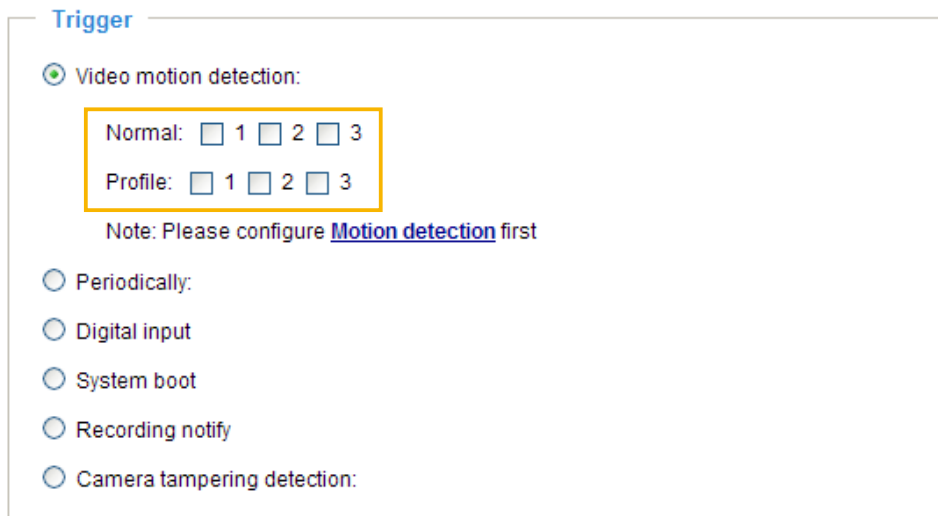 Trigger
Video motion detection:
Normal: 1 2 3
Profile: 1 2 3
Note: Please configure Motion detection first
Periodically:
Digital input
System boot
Recording notify
Camera tampering detection: